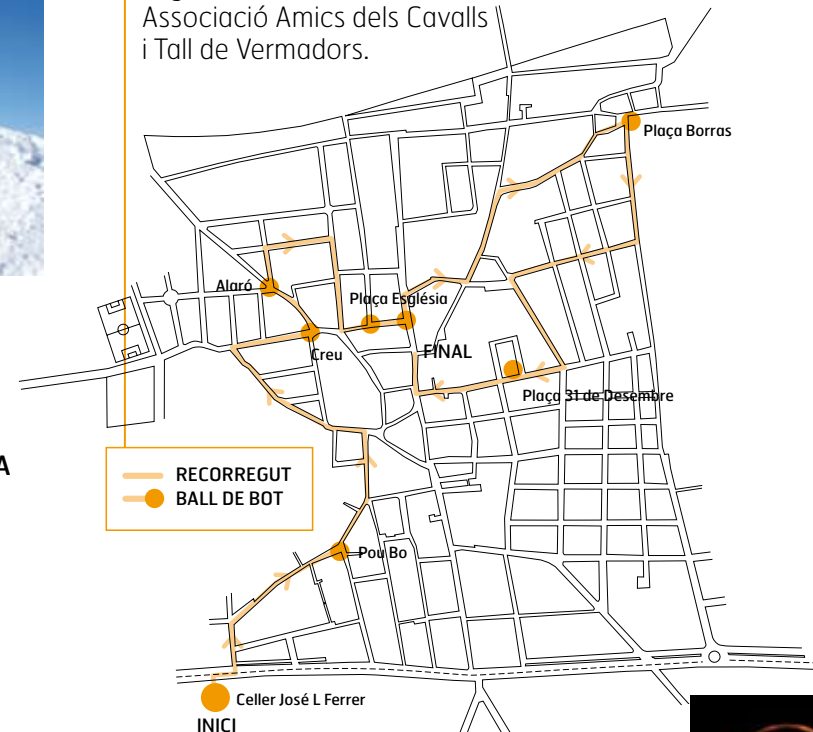 Associació Amics dels Cavalls
i Tall de Vermadors.
Plaça Borras
Alaró
Plaça Església
Creu
FINAL
Plaça 31 de Desembre
A
RECORREGUT
BALL DE BOT
Pou Bo
Celler José L Ferrer
INICI